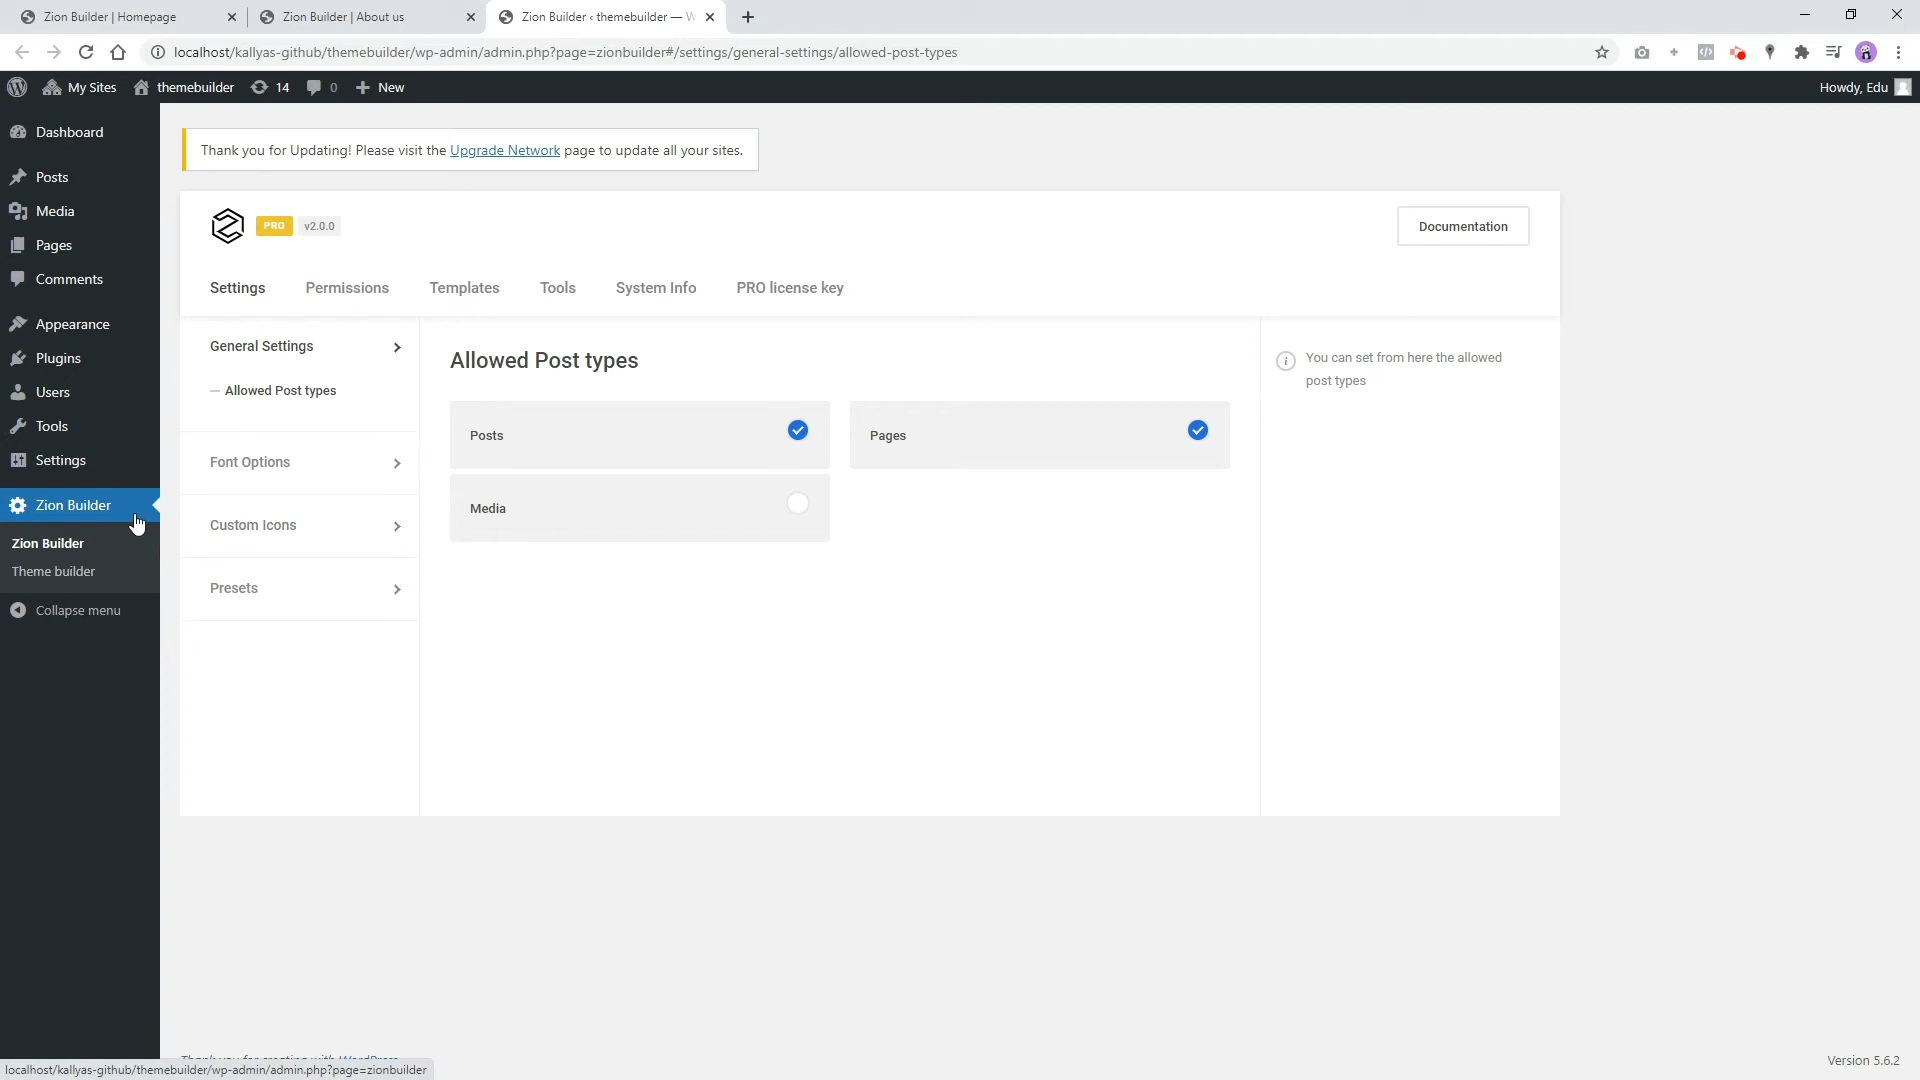 Zion Builder | Homepage
Zion Builder | About us
Zion Builder ‹ themebuilder — W
localhost/kallyas-github/themebuilder/wp-admin/admin.php?page=zionbuilder#/settings/general-settings/allowed-post-types
My Sites
themebuilder
14
0
New
Howdy, Edu
Dashboard
Posts
Media
Pages
Comments
Appearance
Plugins
Users
Tools
Settings
Zion Builder
Zion Builder
Theme builder
Collapse menu
Thank you for Updating! Please visit the Upgrade Network page to update all your sites.
PRO
v2.0.0
Documentation
Settings
Permissions
Templates
Tools
System Info
PRO license key
General Settings
Allowed Post types
Font Options
Custom Icons
Presets
Allowed Post types
Posts
Pages
Media
You can set from here the allowed
post types
Thank you for creating with WordPress
localhost/kallyas-github/themebuilder/wp-admin/admin.php?page=zionbuilder
Version 5.6.2